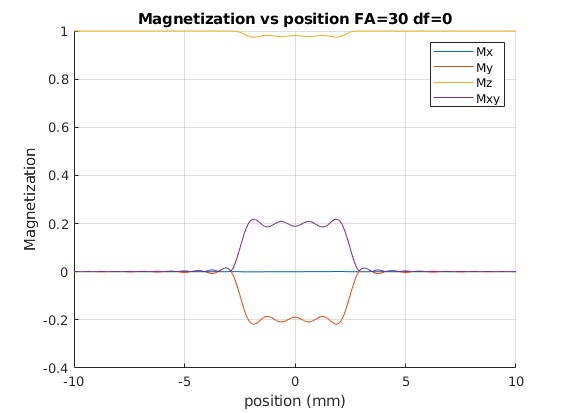 Magnetization vs position FA=30 df=0
1
0.8
0.6
0.4
0.2
0
-0.2
-0.4
Magnetization
Mx
My
Mz
Mxy
-10
-5
0
5
10
position (mm)